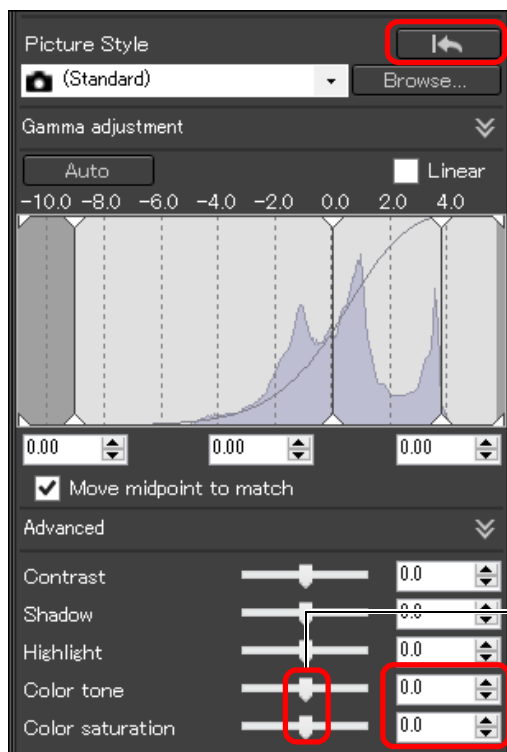 Picture Style
(Standard)
Browse...
Gamma adjustment
Auto
Linear
-10.0 -8.0 -6.0 -4.0 -2.0 0.0 2.0 4.0
0.00 0.00 0.00
Move midpoint to match
Advanced
Contrast 0.0
Shadow 0.0
Highlight 0.0
Color tone 0.0
Color saturation 0.0